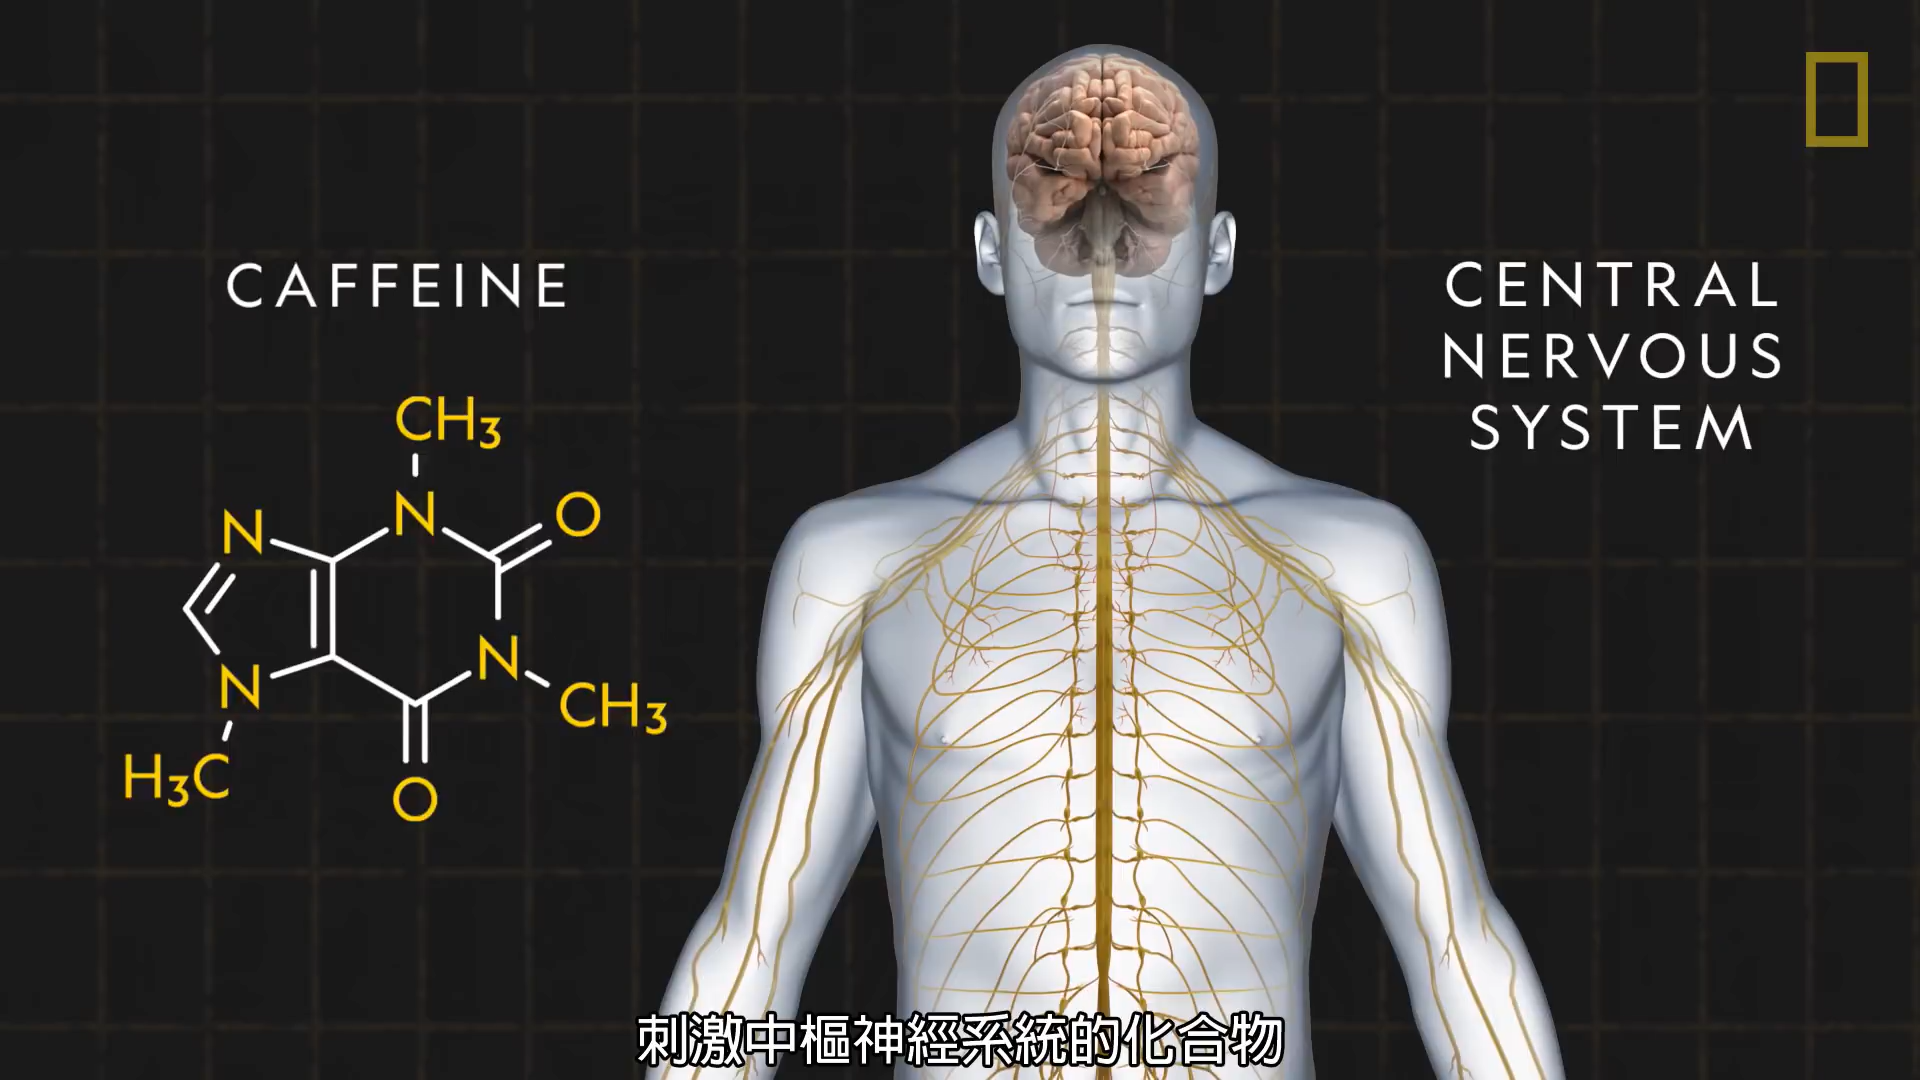 CAFFEINE
CENTRAL
NERVOUS
SYSTEM
CH3
N
O
N
N
N
CH3
H3C
O
刺激中樞神經系統的化合物